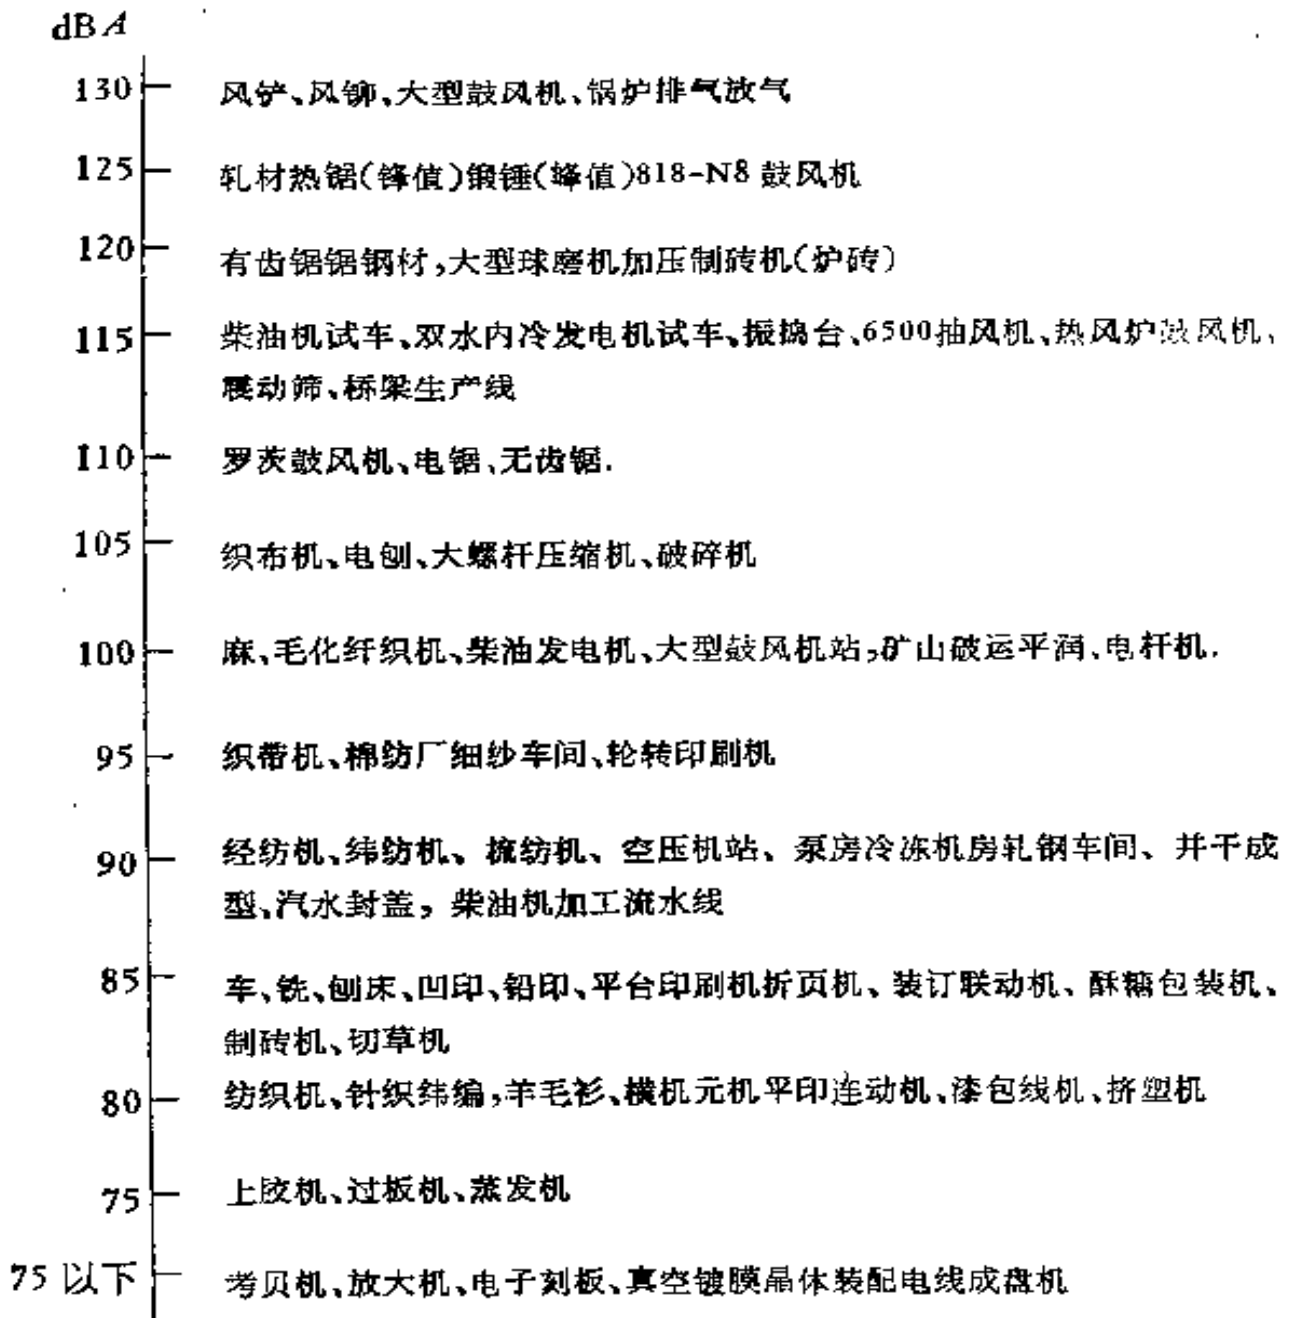 dBA
130 风铲、风铆、大型鼓风机、锅炉排气放气
125 轧材热锯(锋值)锻锤(峰值)818-N8 鼓风机
120 有齿锯锯钢材,大型球磨机加压制砖机(炉砖)
115 柴油机试车、双水内冷发电机试车、振捣台、6500抽风机、热风炉鼓风机、
震动筛、桥梁生产线
110 罗茨鼓风机、电锯、无齿锯.
105 织布机、电刨、大螺杆压缩机、破碎机
100 麻、毛化纤织机、柴油发电机、大型鼓风机站,矿山破运平润、电杆机.
95 织带机、棉纺厂细纱车间、轮转印刷机
90 经纺机、纬纺机、梳纺机、空压机站、泵房冷冻机房轧钢车间、井干成
型、汽水封盖,柴油机加工流水线
85 车、铣、刨床、凹印、铅印、平台印刷机折页机、装订联动机、酥糖包装机、
制砖机、切草机
80 纺织机、针织纬编,羊毛衫、横机元机平印连动机、漆包线机、挤塑机
75 上胶机、过板机、蒸发机
75 以下 考贝机、放大机、电子刻板、真空镀膜晶体装配电线成盘机